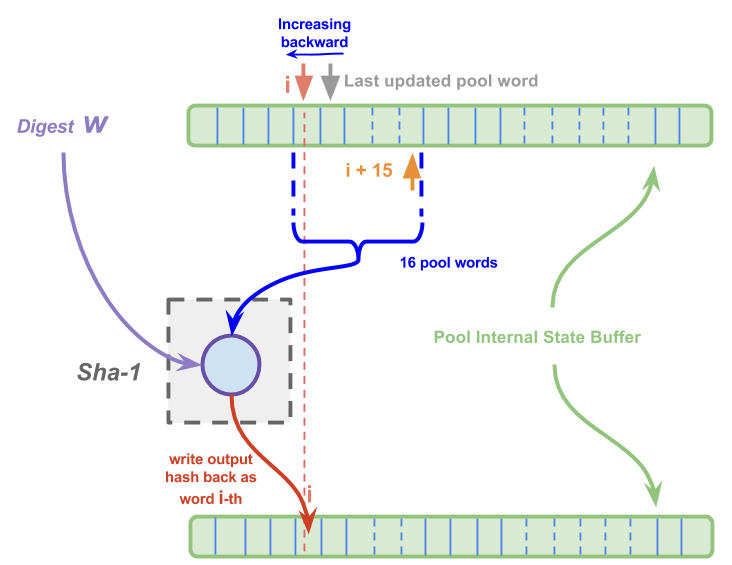 Increasing
backward
i
Last updated pool word
Digest W
i + 15
16 pool words
Pool Internal State Buffer
Sha-1
write output
hash back as
word i-th
i